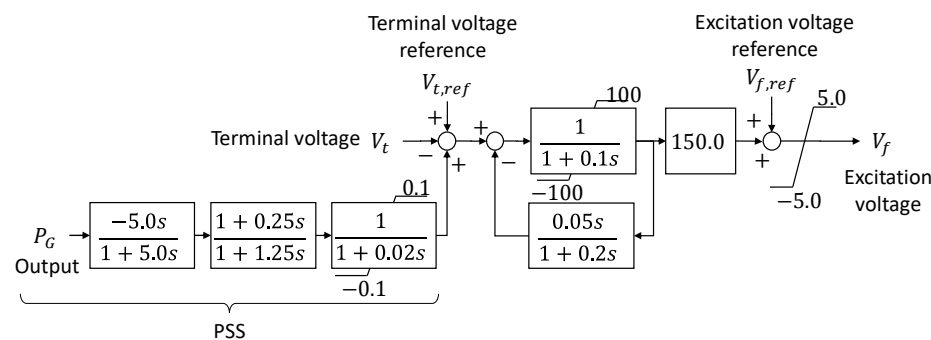 Terminal voltage
reference
Excitation voltage
reference
V_{t,ref}
V_{f,ref}
100
5.0
+
+
+
Terminal voltage
V_t
−
+
−
1
1 + 0.1s
150.0
+
V_f
−100
−5.0
Excitation
voltage
0.1
P_G
Output
−5.0s
1 + 5.0s
1 + 0.25s
1 + 1.25s
1
1 + 0.02s
0.05s
1 + 0.2s
−0.1
PSS